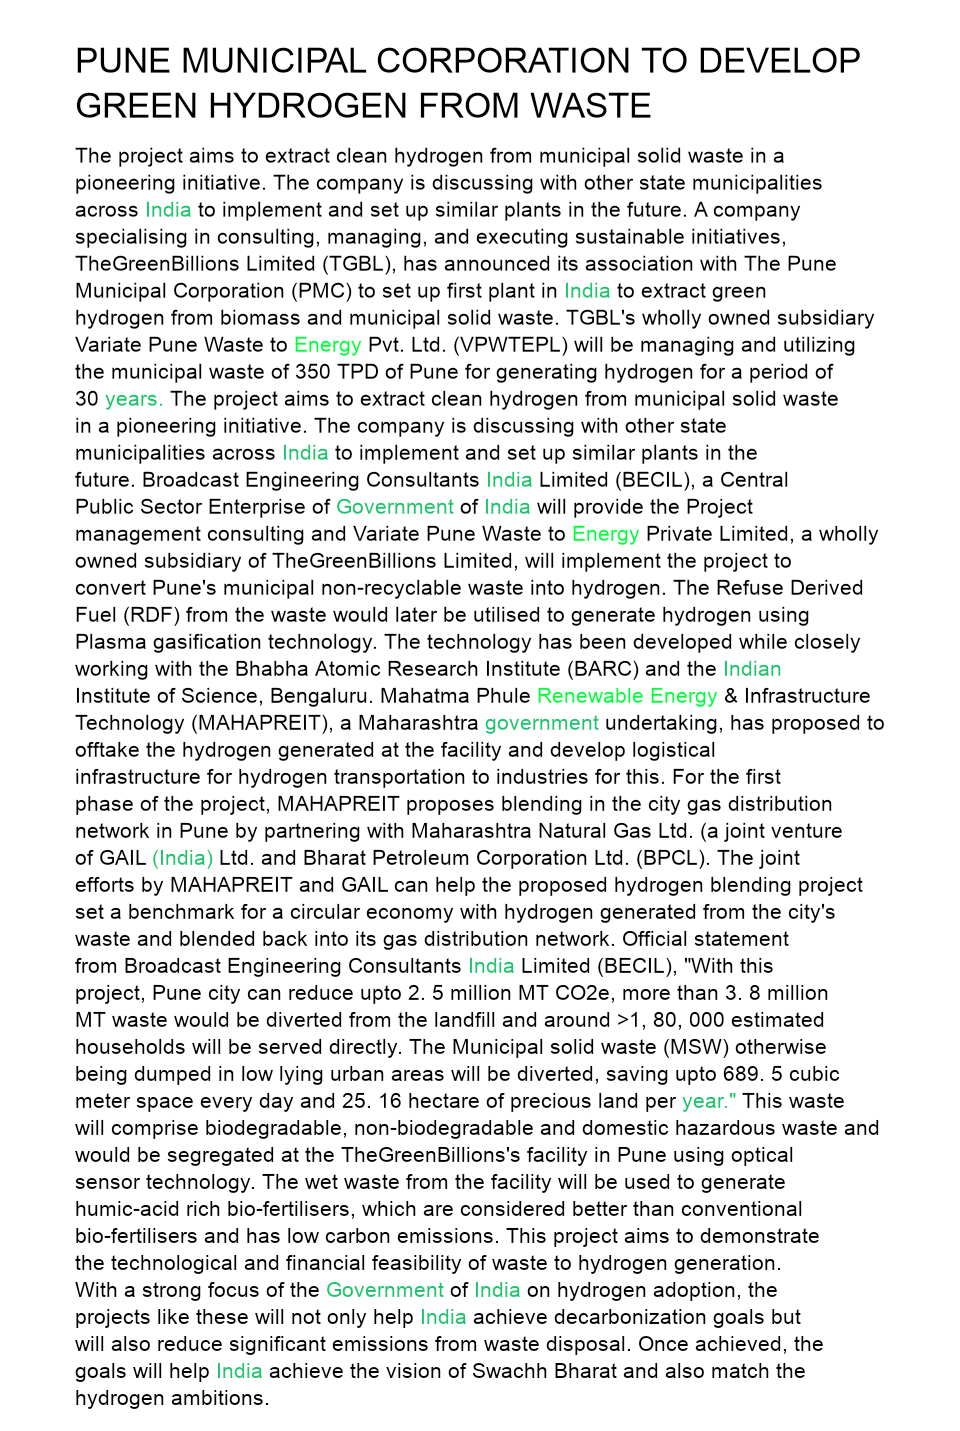 PUNE MUNICIPAL CORPORATION TO DEVELOP
GREEN HYDROGEN FROM WASTE
The project aims to extract clean hydrogen from municipal solid waste in a
pioneering initiative. The company is discussing with other state municipalities
across India to implement and set up similar plants in the future. A company
specialising in consulting, managing, and executing sustainable initiatives,
TheGreenBillions Limited (TGBL), has announced its association with The Pune
Municipal Corporation (PMC) to set up first plant in India to extract green
hydrogen from biomass and municipal solid waste. TGBL's wholly owned subsidiary
Variate Pune Waste to Energy Pvt. Ltd. (VPWTEPL) will be managing and utilizing
the municipal waste of 350 TPD of Pune for generating hydrogen for a period of
30 years. The project aims to extract clean hydrogen from municipal solid waste
in a pioneering initiative. The company is discussing with other state
municipalities across India to implement and set up similar plants in the
future. Broadcast Engineering Consultants India Limited (BECIL), a Central
Public Sector Enterprise of Government of India will provide the Project
management consulting and Variate Pune Waste to Energy Private Limited, a wholly
owned subsidiary of TheGreenBillions Limited, will implement the project to
convert Pune's municipal non-recyclable waste into hydrogen. The Refuse Derived
Fuel (RDF) from the waste would later be utilised to generate hydrogen using
Plasma gasification technology. The technology has been developed while closely
working with the Bhabha Atomic Research Institute (BARC) and the Indian
Institute of Science, Bengaluru. Mahatma Phule Renewable Energy & Infrastructure
Technology (MAHAPREIT), a Maharashtra government undertaking, has proposed to
offtake the hydrogen generated at the facility and develop logistical
infrastructure for hydrogen transportation to industries for this. For the first
phase of the project, MAHAPREIT proposes blending in the city gas distribution
network in Pune by partnering with Maharashtra Natural Gas Ltd. (a joint venture
of GAIL (India) Ltd. and Bharat Petroleum Corporation Ltd. (BPCL). The joint
efforts by MAHAPREIT and GAIL can help the proposed hydrogen blending project
set a benchmark for a circular economy with hydrogen generated from the city's
waste and blended back into its gas distribution network. Official statement
from Broadcast Engineering Consultants India Limited (BECIL), "With this
project, Pune city can reduce upto 2. 5 million MT CO2e, more than 3. 8 million
MT waste would be diverted from the landfill and around >1, 80, 000 estimated
households will be served directly. The Municipal solid waste (MSW) otherwise
being dumped in low lying urban areas will be diverted, saving upto 689. 5 cubic
meter space every day and 25. 16 hectare of precious land per year." This waste
will comprise biodegradable, non-biodegradable and domestic hazardous waste and
would be segregated at the TheGreenBillions's facility in Pune using optical
sensor technology. The wet waste from the facility will be used to generate
humic-acid rich bio-fertilisers, which are considered better than conventional
bio-fertilisers and has low carbon emissions. This project aims to demonstrate
the technological and financial feasibility of waste to hydrogen generation.
With a strong focus of the Government of India on hydrogen adoption, the
projects like these will not only help India achieve decarbonization goals but
will also reduce significant emissions from waste disposal. Once achieved, the
goals will help India achieve the vision of Swachh Bharat and also match the
hydrogen ambitions.